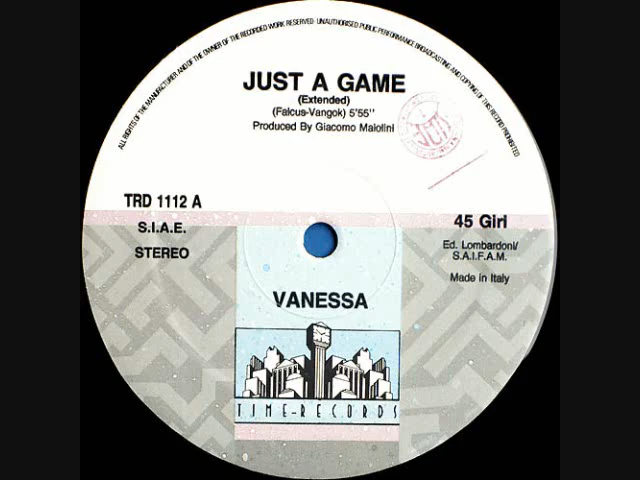 ALL RIGHTS OF THE MANUFACTURER AND OF THE OWNER OF THE RECORDED WORK RESERVED· UNAUTHORISED PUBLIC PERFORMANCE BROADCASTING AND COPYING OF THIS RECORD PROHIBITED
JUST A GAME
(Extended)
(Falcus-Vangok) 5'55''
Produced By Giacomo Maiolini
TRD 1112 A
S.I.A.E.
STEREO
45 Giri
Ed. Lombardoni/
S.A.I.F.A.M.
Made in Italy
VANESSA
TIME-RECORDS